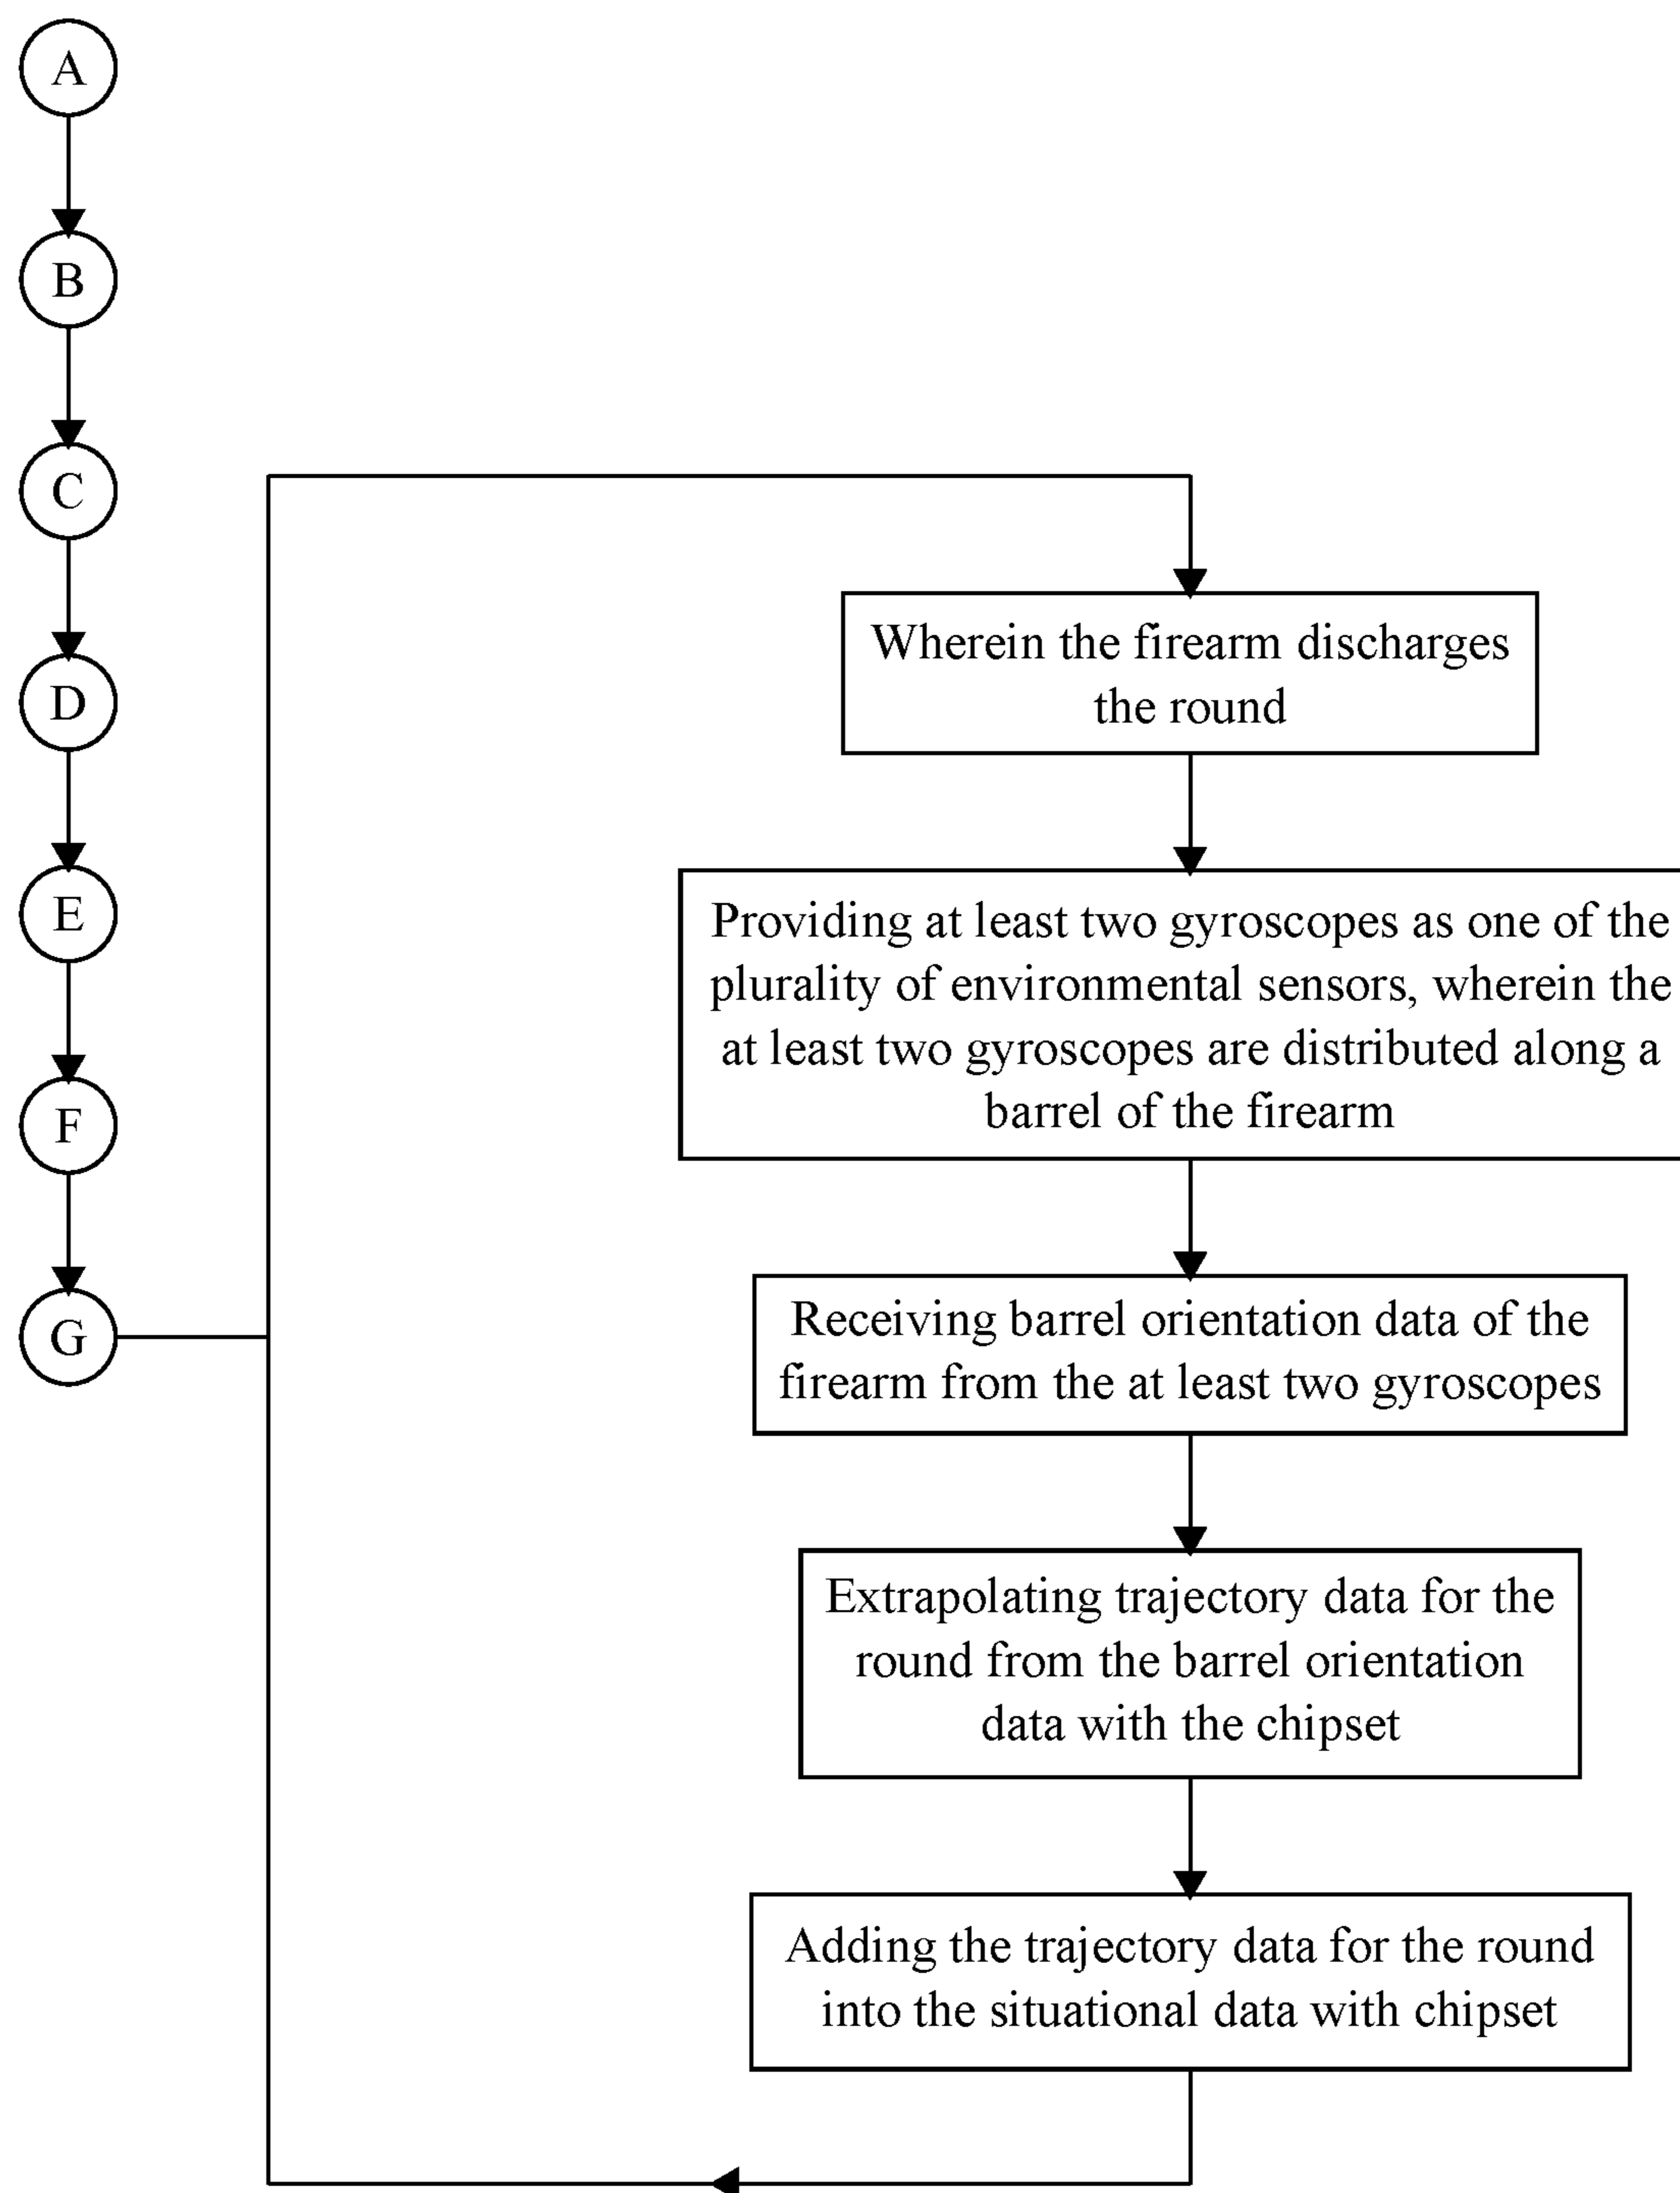 A
B
C
D
E
F
G
Wherein the firearm discharges
the round
Providing at least two gyroscopes as one of the
plurality of environmental sensors, wherein the
at least two gyroscopes are distributed along a
barrel of the firearm
Receiving barrel orientation data of the
firearm from the at least two gyroscopes
Extrapolating trajectory data for the
round from the barrel orientation
data with the chipset
Adding the trajectory data for the round
into the situational data with chipset